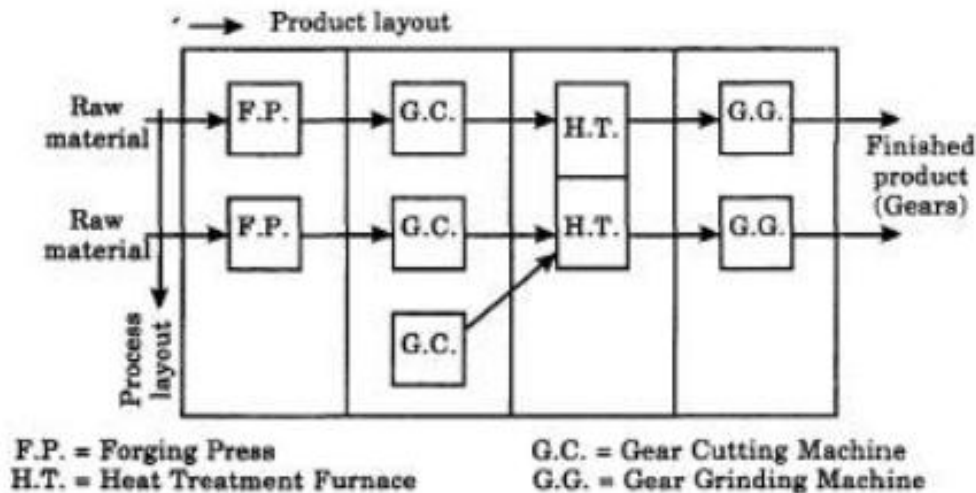 Product layout
Raw material
F.P.
G.C.
H.T.
G.G.
Finished product (Gears)
Raw material
F.P.
G.C.
H.T.
G.G.
G.C.
Process layout
F.P. = Forging Press
G.C. = Gear Cutting Machine
H.T. = Heat Treatment Furnace
G.G. = Gear Grinding Machine